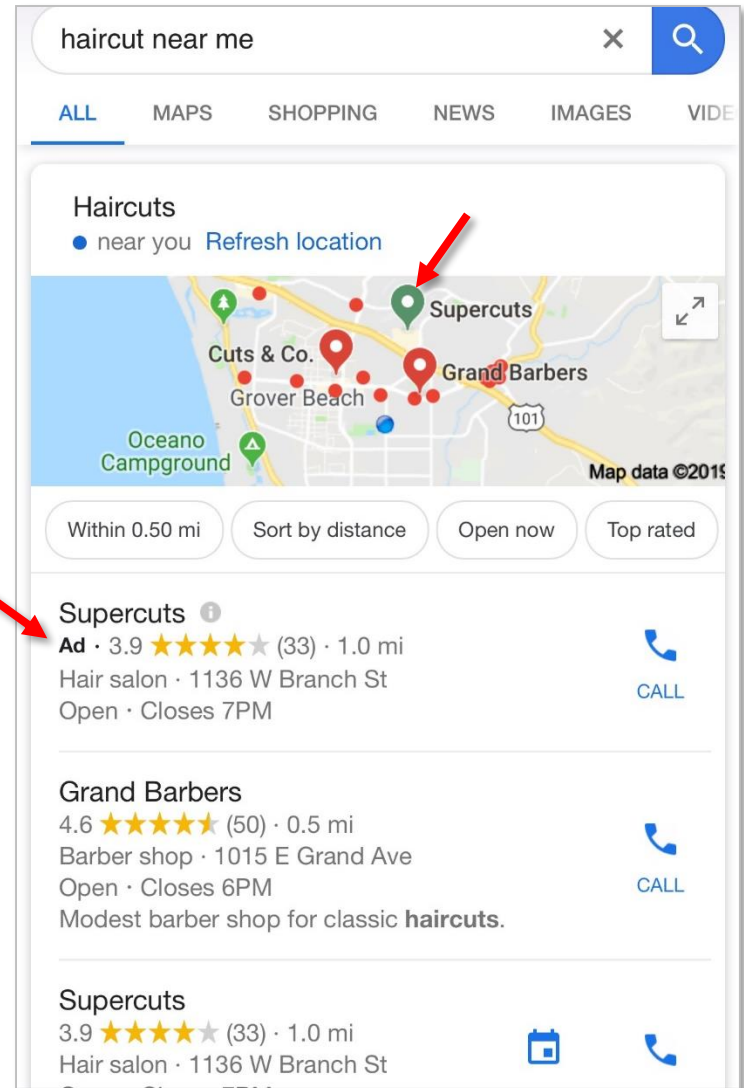 haircut near me
ALL MAPS SHOPPING NEWS IMAGES VIDE
Haircuts
near you Refresh location
Supercuts
Cuts & Co.
Grand Barbers
Grover Beach
101
Oceano
Campground
Map data ©2019
Within 0.50 mi Sort by distance Open now Top rated
Supercuts
Ad · 3.9 (33) · 1.0 mi
Hair salon · 1136 W Branch St
CALL
Open · Closes 7PM
Grand Barbers
4.6 (50) · 0.5 mi
Barber shop · 1015 E Grand Ave
Open · Closes 6PM
CALL
Modest barber shop for classic haircuts.
Supercuts
3.9 (33) · 1.0 mi
Hair salon · 1136 W Branch St